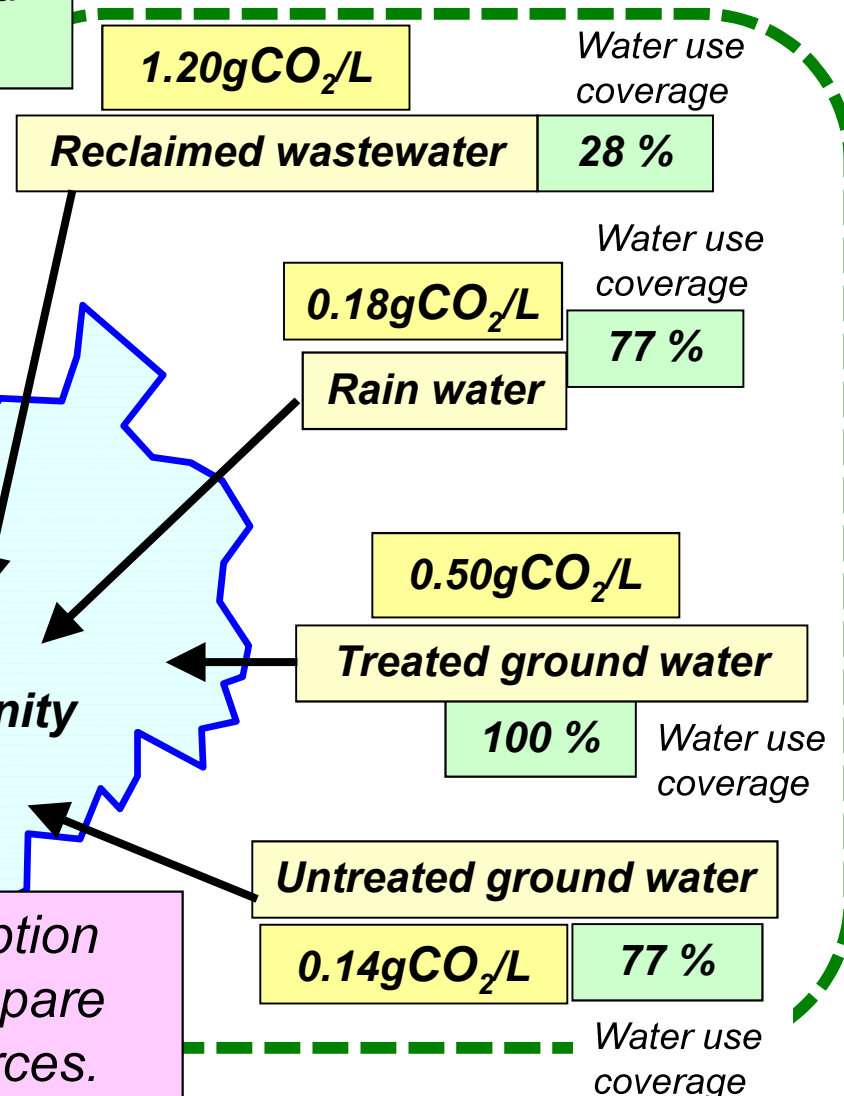 1.20gCO₂/L
Water use
coverage
Reclaimed wastewater
28 %
Water use
coverage
0.18gCO₂/L
77 %
Rain water
0.50gCO₂/L
Treated ground water
100 %
Water use
coverage
nity
Untreated ground water
0.14gCO₂/L
77 %
ption
pare
rces.
Water use
coverage